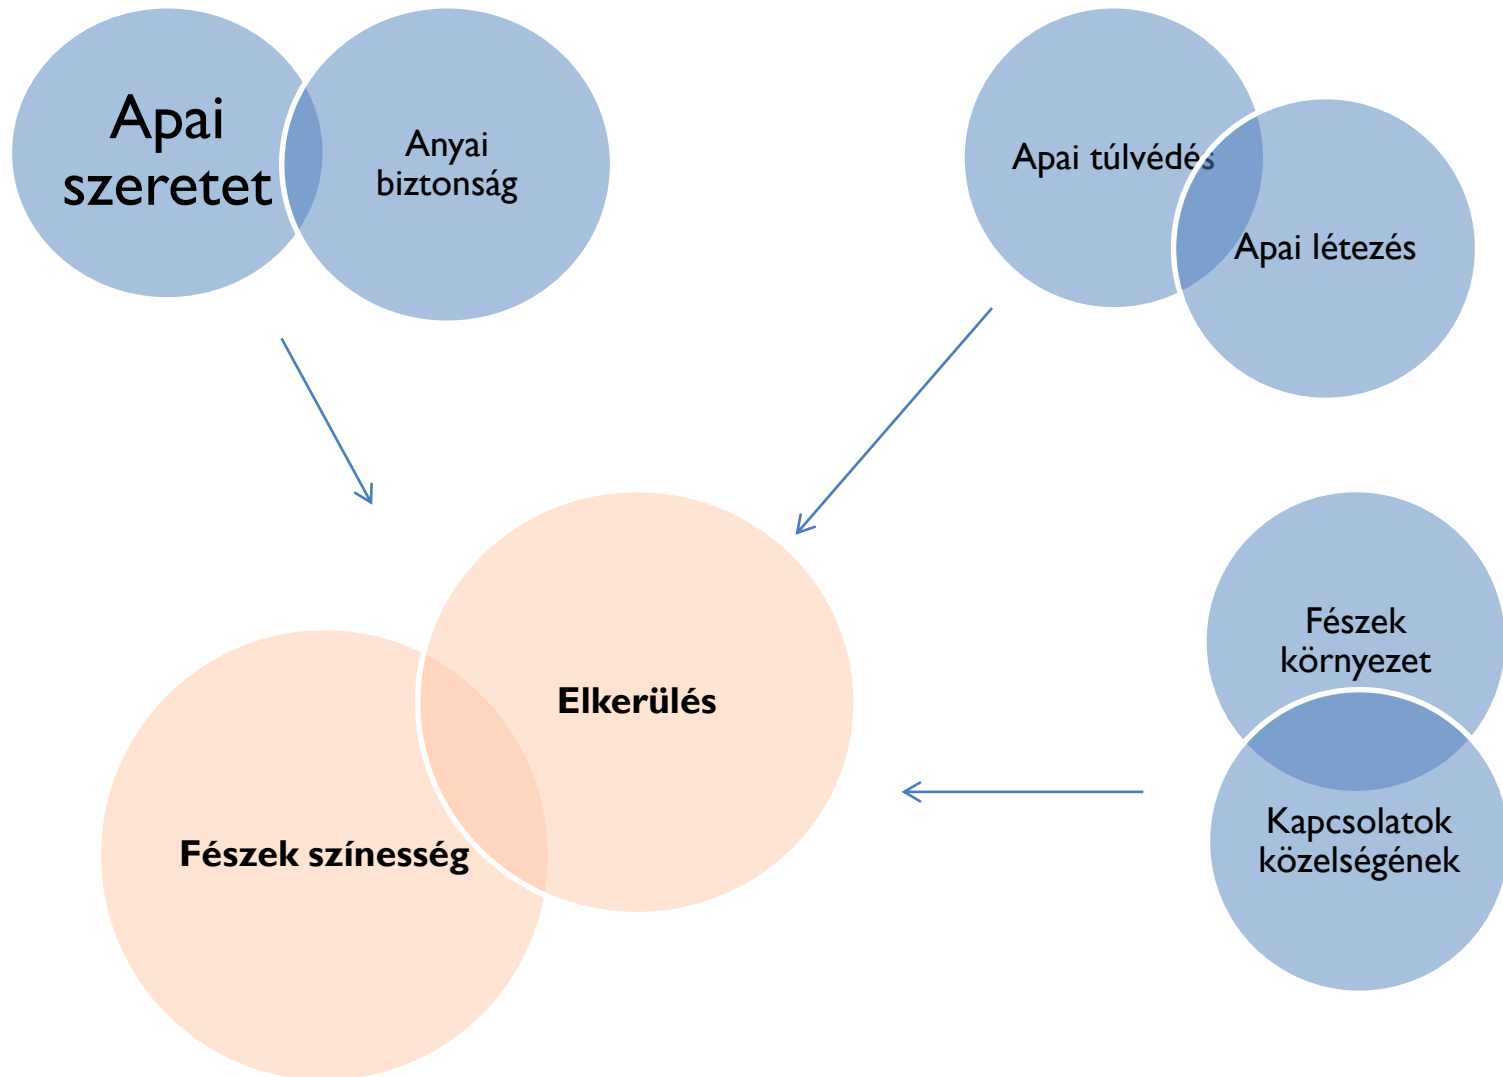 Apai
szeretet
Anyai
biztonság
Apai túlvédés
Apai létezés
Elkerülés
Fészek színesség
Fészek
környezet
Kapcsolatok
közelségének